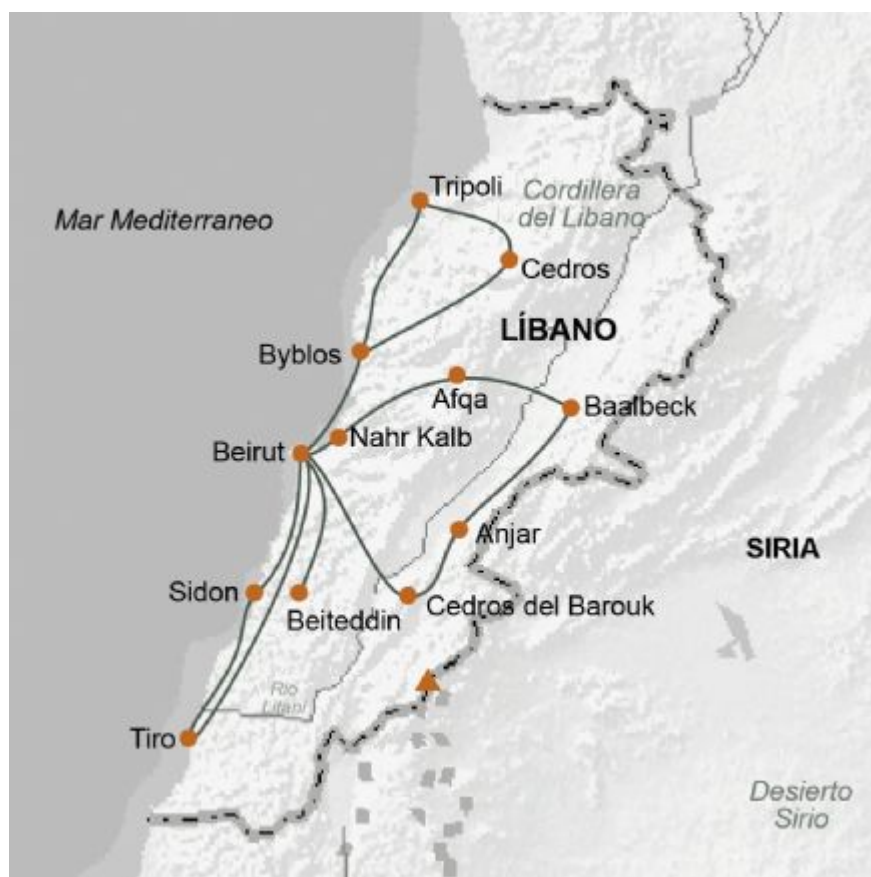 Tripoli
Cordillera
del Libano
Mar Mediterraneo
Cedros
LÍBANO
Byblos
Afqa
Baalbeck
Nahr Kalb
Beirut
Anjar
SIRIA
Sidon
Beiteddin
Cedros del Barouk
Rio
Litani
Tiro
Desierto
Sirio